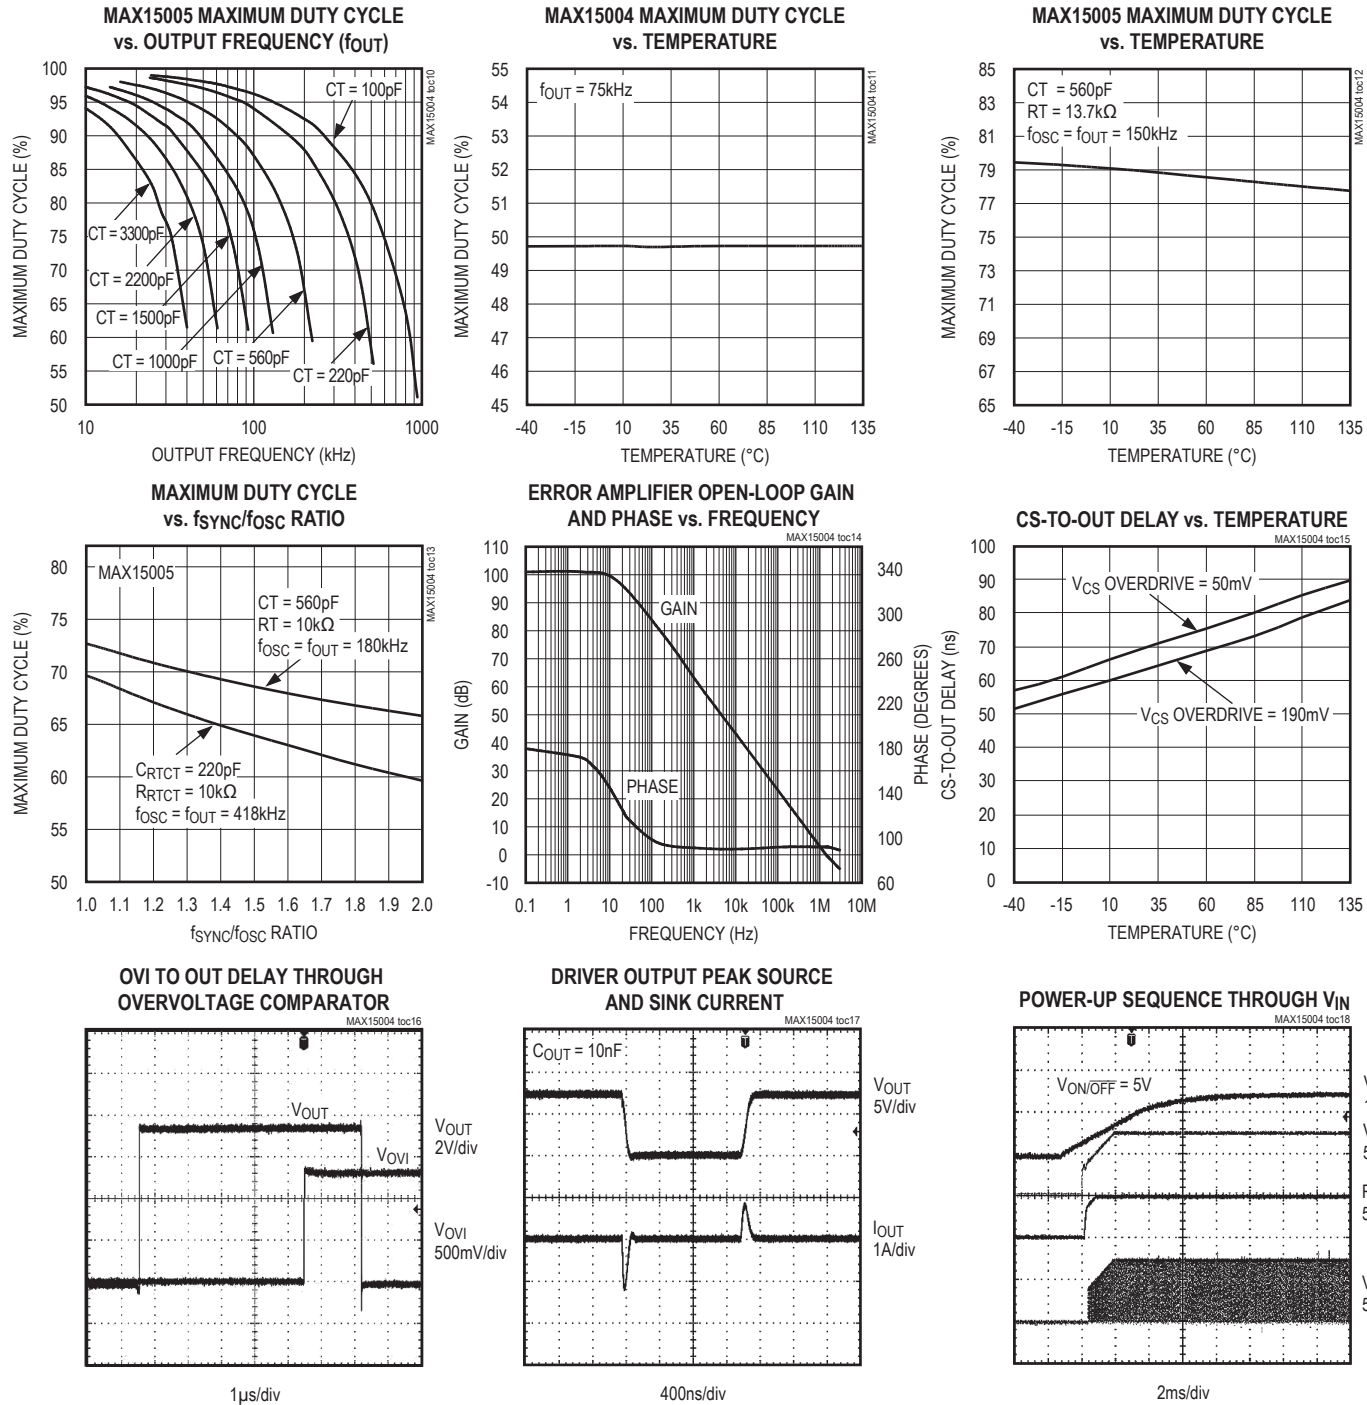 MAX15005 MAXIMUM DUTY CYCLE
vs. OUTPUT FREQUENCY (fOUT)
MAX15004 toc10
100
95
90
85
80
75
70
65
60
55
50
MAXIMUM DUTY CYCLE (%)
CT = 100pF
CT = 3300pF
CT = 2200pF
CT = 1500pF
CT = 1000pF
CT = 560pF
CT = 220pF
10 100 1000
OUTPUT FREQUENCY (kHz)
MAX15004 MAXIMUM DUTY CYCLE
vs. TEMPERATURE
MAX15004 toc11
55
54
53
52
51
50
49
48
47
46
45
MAXIMUM DUTY CYCLE (%)
fOUT = 75kHz
-40 -15 10 35 60 85 110 135
TEMPERATURE (°C)
MAX15005 MAXIMUM DUTY CYCLE
vs. TEMPERATURE
MAX15004 toc12
85
83
81
79
77
75
73
71
69
67
65
MAXIMUM DUTY CYCLE (%)
CT = 560pF
RT = 13.7kΩ
fOSC = fOUT = 150kHz
-40 -15 10 35 60 85 110 135
TEMPERATURE (°C)
MAXIMUM DUTY CYCLE
vs. fSYNC/fOSC RATIO
MAX15004 toc13
80
75
70
65
60
55
50
MAXIMUM DUTY CYCLE (%)
MAX15005
CT = 560pF
RT = 10kΩ
fOSC = fOUT = 180kHz
CRTCT = 220pF
RRTCT = 10kΩ
fOSC = fOUT = 418kHz
1.0 1.1 1.2 1.3 1.4 1.5 1.6 1.7 1.8 1.9 2.0
fSYNC/fOSC RATIO
ERROR AMPLIFIER OPEN-LOOP GAIN
AND PHASE vs. FREQUENCY
MAX15004 toc14
110
100
90
80
70
60
50
40
30
20
10
0
-10
GAIN (dB)
GAIN
PHASE
340
300
260
220
180
140
100
60
PHASE (DEGREES)
0.1 1 10 100 1k 10k 100k 1M 10M
FREQUENCY (Hz)
CS-TO-OUT DELAY vs. TEMPERATURE
MAX15004 toc15
100
90
80
70
60
50
40
30
20
10
0
CS-TO-OUT DELAY (ns)
VCS OVERDRIVE = 50mV
VCS OVERDRIVE = 190mV
-40 -15 10 35 60 85 110 135
TEMPERATURE (°C)
OVI TO OUT DELAY THROUGH
OVERVOLTAGE COMPARATOR
MAX15004 toc16
T
VOUT
VOVI
VOUT
2V/div
VOVI
500mV/div
1µs/div
DRIVER OUTPUT PEAK SOURCE
AND SINK CURRENT
MAX15004 toc17
T
COUT = 10nF
VOUT
5V/div
IOUT
1A/div
400ns/div
POWER-UP SEQUENCE THROUGH VIN
MAX15004 toc18
T
VON/OFF = 5V
2ms/div